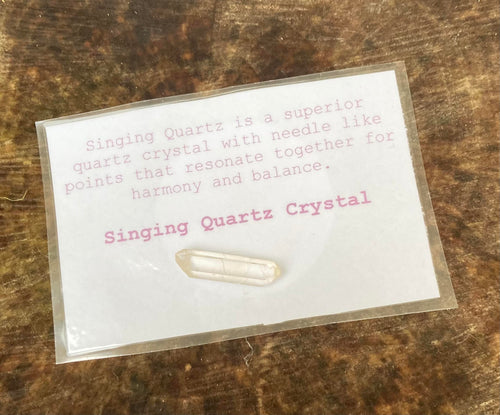 Singing Quartz is a superior
quartz crystal with needle like
points that resonate together for
harmony and balance.
Singing Quartz Crystal